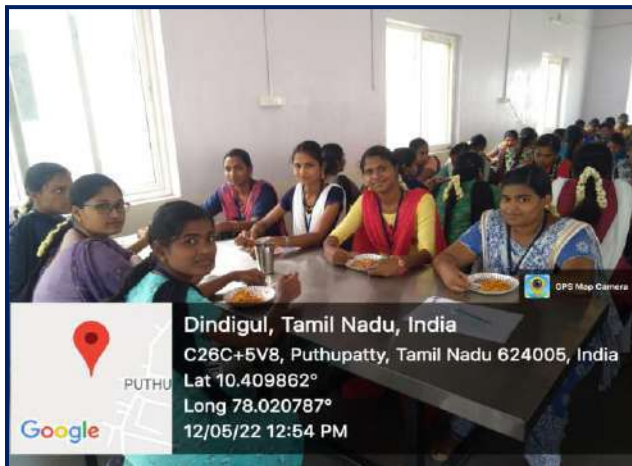 GPS Map Camera
Dindigul, Tamil Nadu, India
C26C+5V8, Puthupatty, Tamil Nadu 624005, India
PUTHU
Lat 10.409862°
Long 78.020787°
Google
12/05/22 12:54 PM